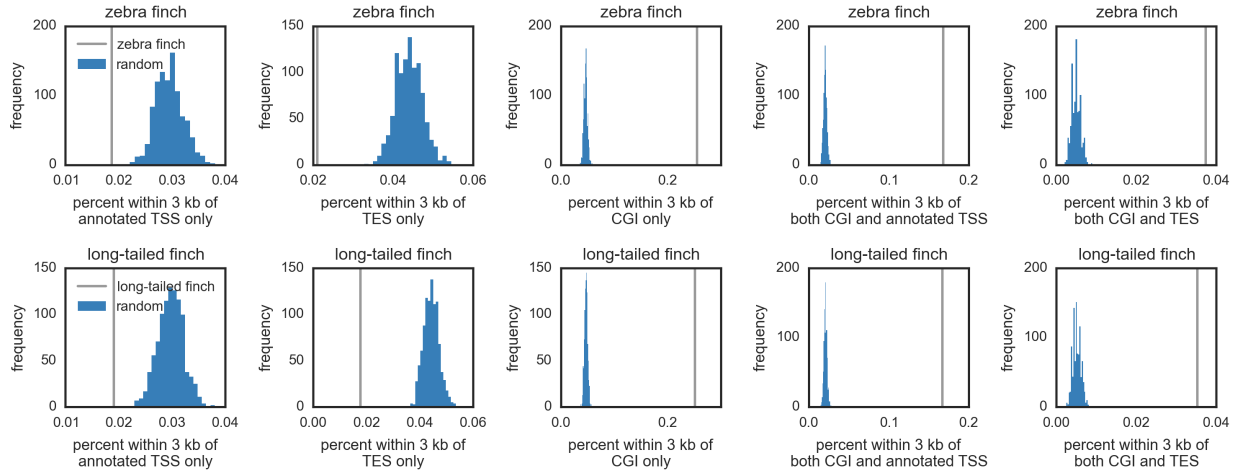 zebra finch
200
100
0
frequency
zebra finch
random
0.01 0.02 0.03 0.04
percent within 3 kb of
annotated TSS only
zebra finch
150
100
50
0
frequency
0.02 0.04 0.06
percent within 3 kb of
TES only
zebra finch
200
100
0
frequency
0.0 0.2
percent within 3 kb of
CGI only
zebra finch
200
100
0
frequency
0.0 0.1 0.2
percent within 3 kb of
both CGI and annotated TSS
zebra finch
200
100
0
frequency
0.00 0.02 0.04
percent within 3 kb of
both CGI and TES
long-tailed finch
150
100
50
0
frequency
long-tailed finch
random
0.01 0.02 0.03 0.04
percent within 3 kb of
annotated TSS only
long-tailed finch
150
100
50
0
frequency
0.00 0.02 0.04 0.06
percent within 3 kb of
TES only
long-tailed finch
150
100
50
0
frequency
0.0 0.2
percent within 3 kb of
CGI only
long-tailed finch
200
100
0
frequency
0.0 0.1 0.2
percent within 3 kb of
both CGI and annotated TSS
long-tailed finch
200
100
0
frequency
0.00 0.02 0.04
percent within 3 kb of
both CGI and TES